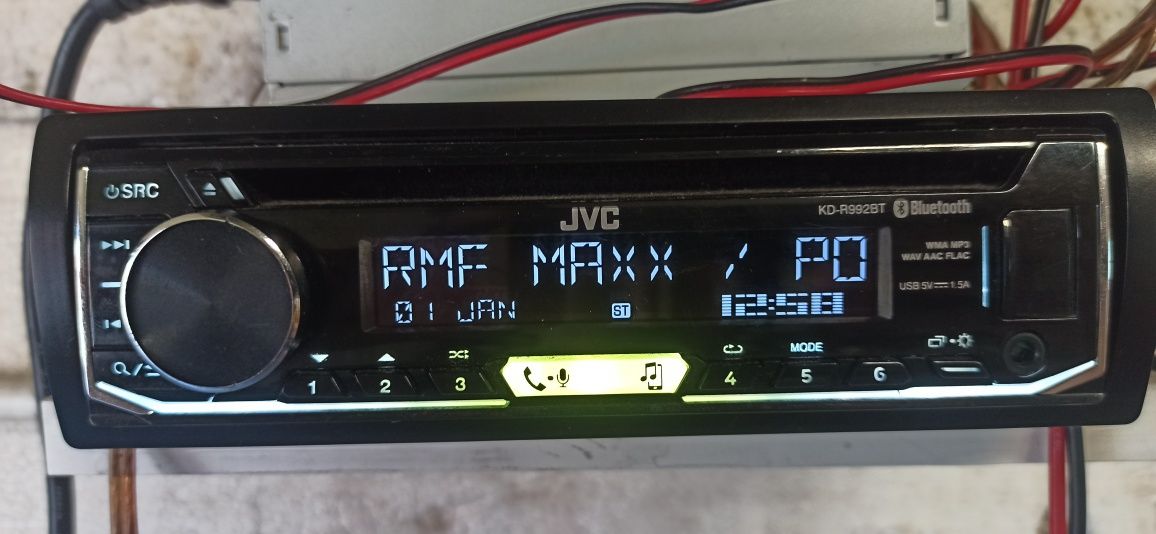 SRC
JVC
KD-R992BT Bluetooth
RMF MAXX / PO
WMA MP3
WAV AAC FLAC
USB 5V 1.5A
01 JAN ST 12:58
MODE
1 2 3 4 5 6